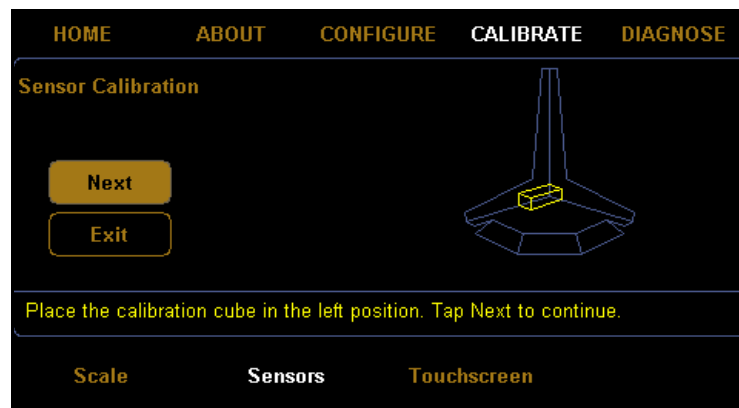 HOME ABOUT CONFIGURE CALIBRATE DIAGNOSE
Sensor Calibration
Next
Exit
Place the calibration cube in the left position. Tap Next to continue.
Scale Sensors Touchscreen